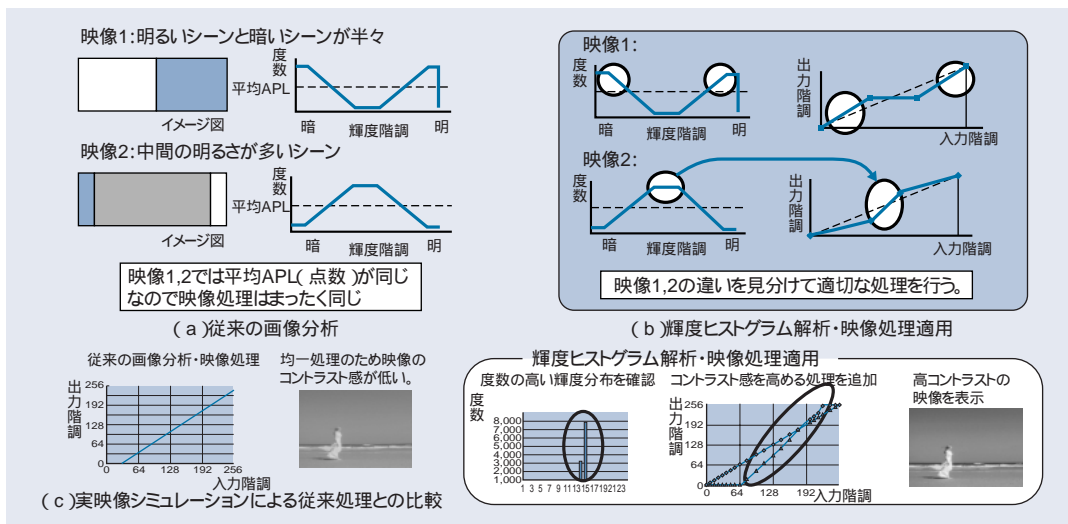 映像1:明るいシーンと暗いシーンが半々
度数
平均APL
イメージ図
暗 輝度階調 明
映像2:中間の明るさが多いシーン
度数
平均APL
イメージ図
暗 輝度階調 明
映像1,2では平均APL(点数)が同じ
なので映像処理はまったく同じ
(a)従来の画像分析
映像1:
度数
暗 輝度階調 明
出力階調
入力階調
映像2:
度数
暗 輝度階調 明
出力階調
入力階調
映像1,2の違いを見分けて適切な処理を行う。
(b)輝度ヒストグラム解析・映像処理適用
従来の画像分析・映像処理
出力階調
256
192
128
64
0
64 128 192 256
入力階調
均一処理のため映像の
コントラスト感が低い。
輝度ヒストグラム解析・映像処理適用
度数の高い輝度分布を確認
度数
8,000
7,000
6,000
5,000
4,000
3,000
2,000
1,000
1 3 5 7 9 11 13 15 17 19 21 23
コントラスト感を高める処理を追加
出力階調
256
192
128
64
0
0 64 128 192 入力階調
高コントラストの
映像を表示
(c)実映像シミュレーションによる従来処理との比較